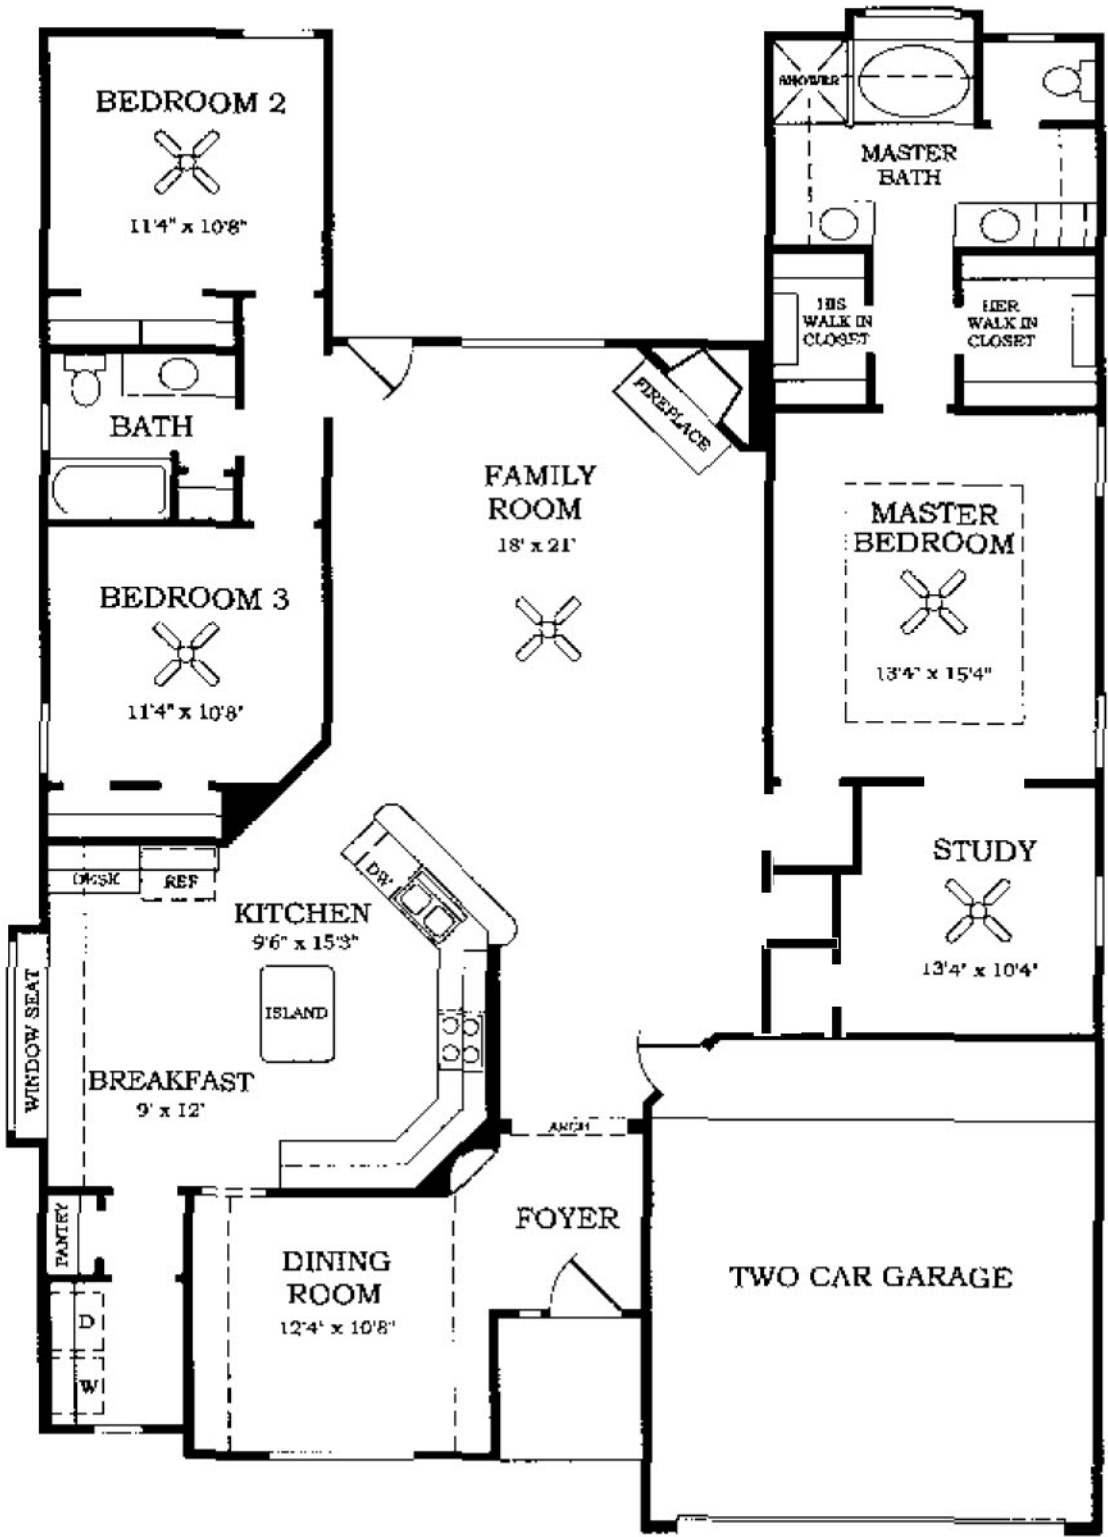 BEDROOM 2
11'4" x 10'8"
SHOWER
MASTER
BATH
HIS
WALK IN
CLOSET
HER
WALK IN
CLOSET
BATH
FIREPLACE
FAMILY
ROOM
18' x 21'
MASTER
BEDROOM
13'4" x 15'4"
BEDROOM 3
11'4" x 10'8"
DESK
REF
DW
KITCHEN
9'6" x 15'3"
ISLAND
STUDY
13'4" x 10'4"
WINDOW SEAT
BREAKFAST
9' x 12'
ARCH
PANTRY
FOYER
DINING
ROOM
12'4" x 10'8"
TWO CAR GARAGE
D
W